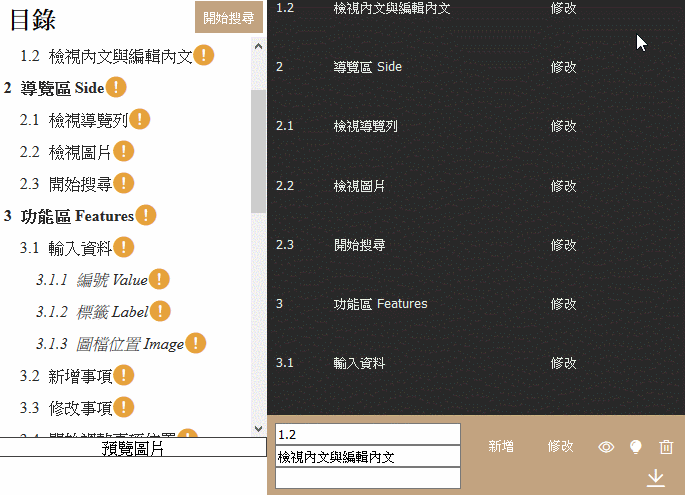 目錄
開始搜尋
1.2 檢視內文與編輯內文
2 導覽區 Side
2.1 檢視導覽列
2.2 檢視圖片
2.3 開始搜尋
3 功能區 Features
3.1 輸入資料
3.1.1 編號 Value
3.1.2 標籤 Label
3.1.3 圖檔位置 Image
3.2 新增事項
3.3 修改事項
預覽圖片
1.2 檢視內文與編輯內文 修改
2 導覽區 Side 修改
2.1 檢視導覽列 修改
2.2 檢視圖片 修改
2.3 開始搜尋 修改
3 功能區 Features 修改
3.1 輸入資料 修改
1.2
檢視內文與編輯內文
新增 修改